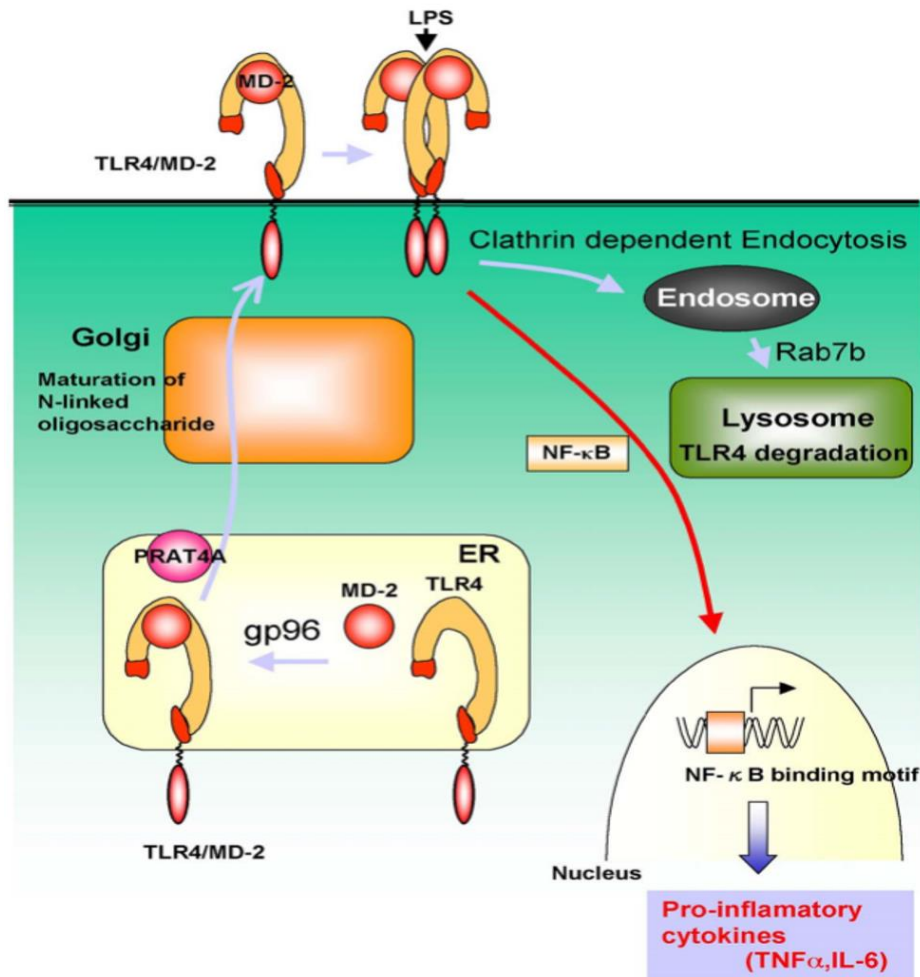 LPS
MD-2
TLR4/MD-2
Clathrin dependent Endocytosis
Endosome
Rab7b
Golgi
Maturation of
N-linked
oligosaccharide
Lysosome
TLR4 degradation
NF-κB
PRAT4A
ER
MD-2
TLR4
gp96
TLR4/MD-2
NF-κB binding motif
Nucleus
Pro-inflamatory
cytokines
(TNFα,IL-6)